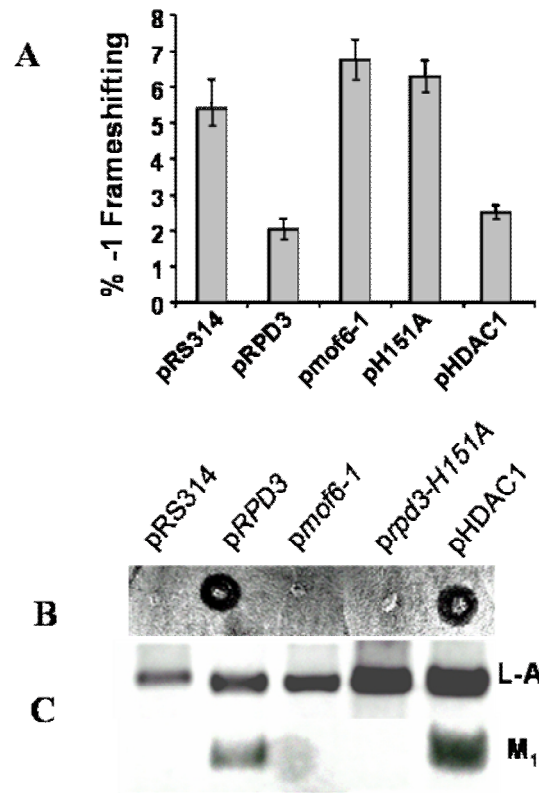 A
% -1 Frameshifting
8
7
6
5
4
3
2
1
0
pRS314
pRPD3
pmof6-1
pH151A
pHDAC1
pRS314
pRPD3
pmof6-1
prpd3-H151A
pHDAC1
B
L-A
C
M1